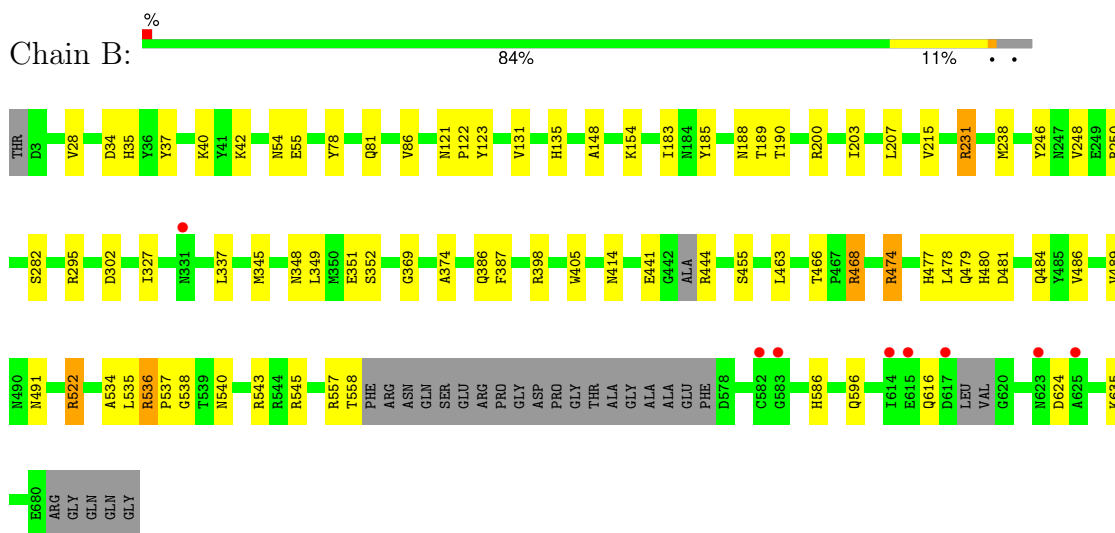 %
Chain B:
84% 11% • •
THR D3 V28 D34 H35 Y36 Y37 K40 Y41 K42 N54 E55 Y78 Q81 V86 N121 P122 Y123 V131 H135 A148 K154 I183 N184 Y185 N188 T189 T190 R200 I203 L207 V215 R231 M238 Y246 N247 V248 E249
S282 R295 D302 I327 N331 L337 M345 N348 L349 M350 E351 S352 G369 A374 Q386 F387 R398 W405 N414 E441 G442 ALA R444 S455 L463 T466 P467 R468 R474 H477 L478 Q479 H480 D481 Q484 Y485 V486 V489
N490 N491 R522 A534 L535 R536 P537 G538 T539 N540 R543 R544 R545 R557 T558 PHE ARG ASN GLN SER GLU ARG PRO GLY ASP PRO GLY THR ALA GLY ALA ALA GLU PHE D578 C582 G583 H586 Q596 I614 E615 Q616 D617 LEU VAL G620 N623 D624 A625 K635
E680 ARG GLY GLN GLN GLY